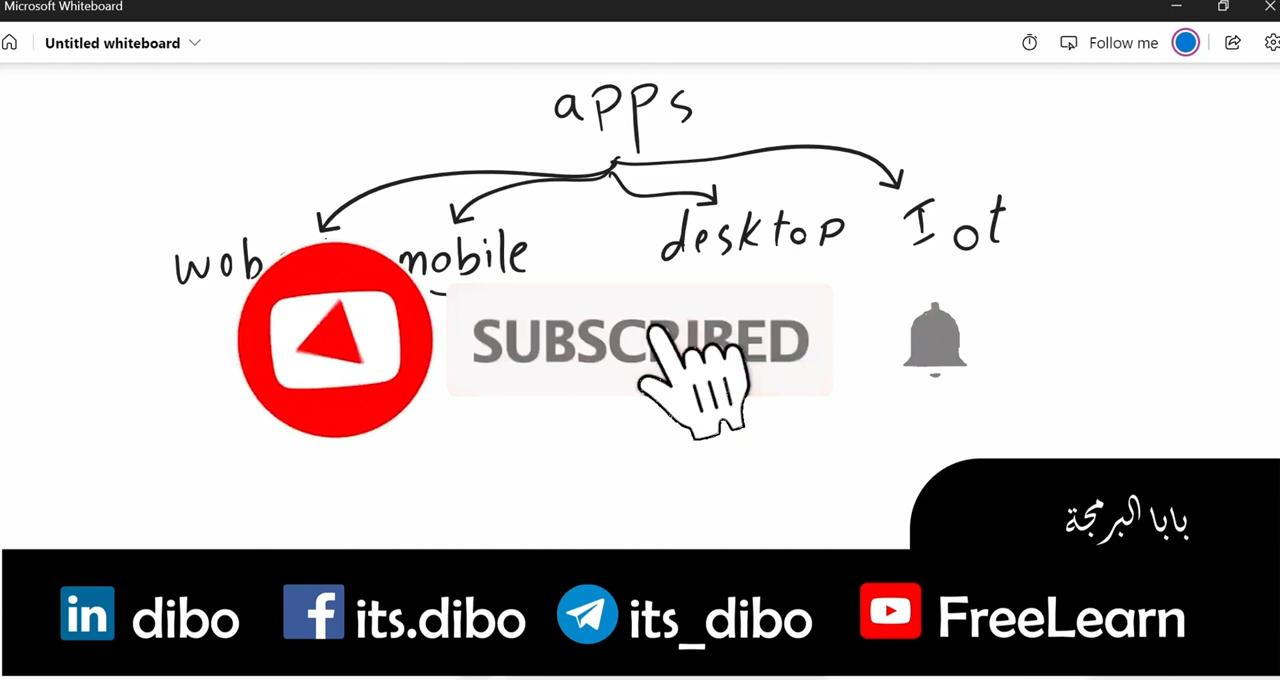 Microsoft Whiteboard
Untitled whiteboard
Follow me
apps
web mobile desktop Iot
SUBSCRIBED
بابا البرمجة
in dibo f its.dibo its_dibo FreeLearn